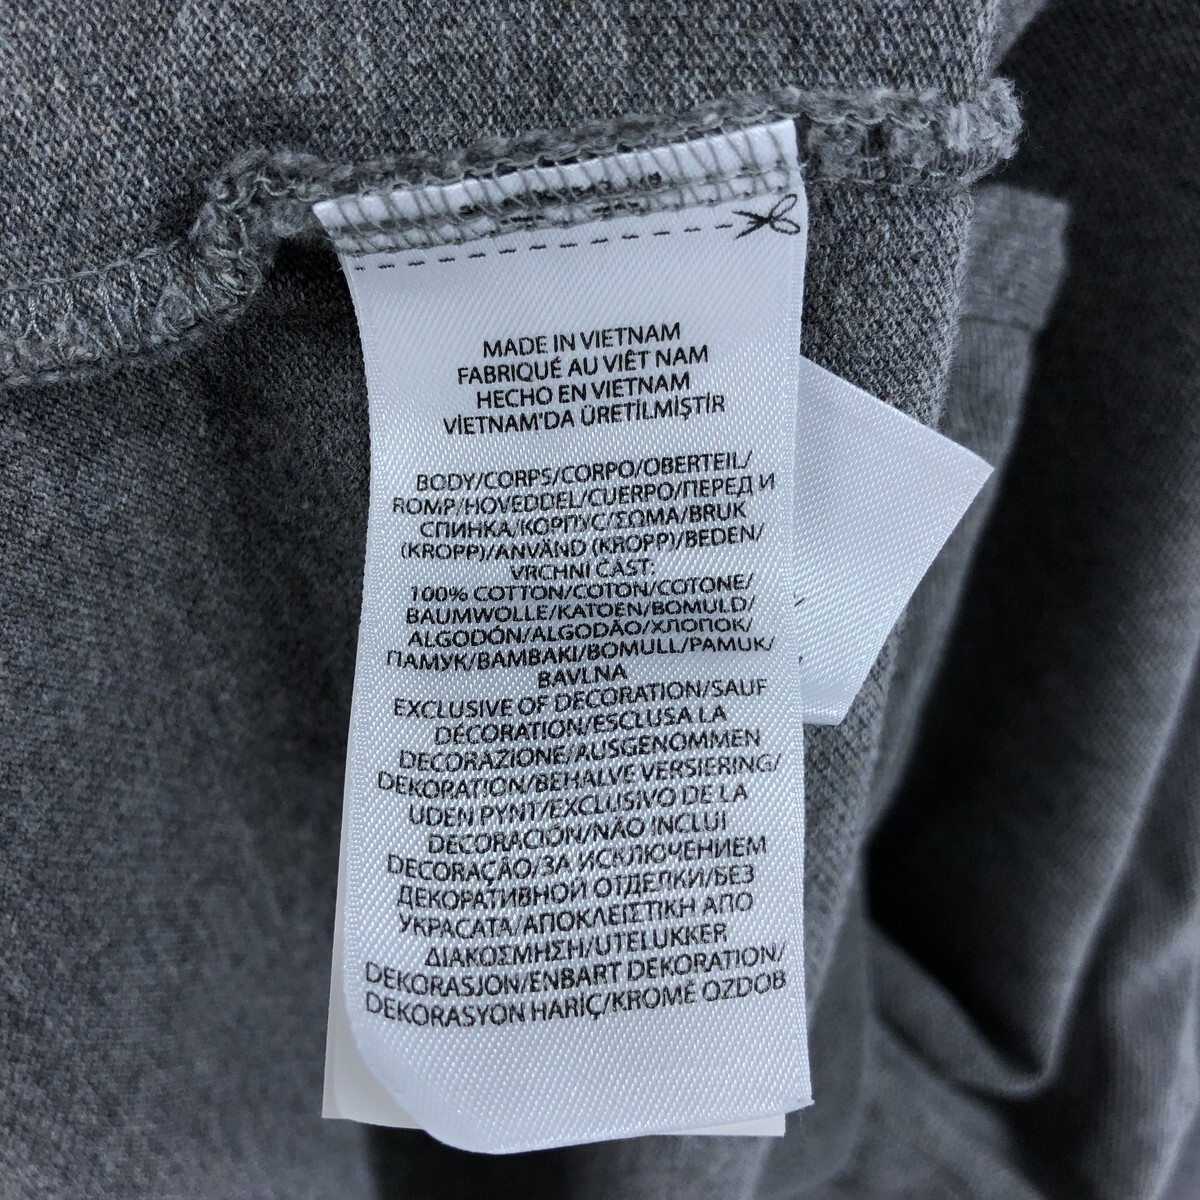 MADE IN VIETNAM
FABRIQUÉ AU VIÊT NAM
HECHO EN VIETNAM
VİETNAM'DA ÜRETİLMİŞTİR
BODY/CORPS/CORPO/OBERTEIL/
ROMP/HOVEDDEL/CUERPO/ПЕРЕД И
СПИНКА/КОРПУС/ΣΩΜΑ/BRUK
(KROPP)/ANVÄND (KROPP)/BEDEN/
VRCHNÍ ČÁST:
100% COTTON/COTON/COTONE/
BAUMWOLLE/KATOEN/BOMULD/
ALGODÓN/ALGODÃO/ХЛОПОК/
ПАМУК/ΒΑΜΒΑΚΙ/BOMULL/PAMUK/
BAVLNA
EXCLUSIVE OF DECORATION/SAUF
DÉCORATION/ESCLUSA LA
DECORAZIONE/AUSGENOMMEN
DEKORATION/BEHALVE VERSIERING/
UDEN PYNT/EXCLUSIVO DE LA
DECORACIÓN/NÃO INCLUI
DECORAÇÃO/ЗА ИСКЛЮЧЕНИЕМ
ДЕКОРАТИВНОЙ ОТДЕЛКИ/БЕЗ
УКРАСАТА/ΑΠΟΚΛΕΙΣΤΙΚΗ ΑΠΟ
ΔΙΑΚΟΣΜΗΣΗ/UTELUKKER
DEKORASJON/ENBART DEKORATION/
DEKORASYON HARİÇ/KROMĚ OZDOB